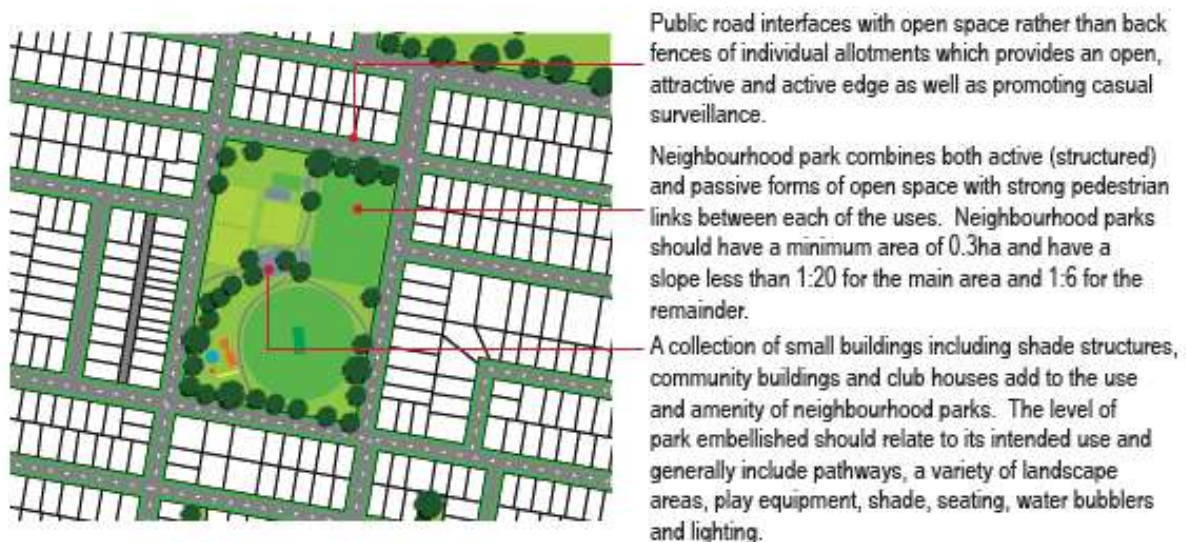 Public road interfaces with open space rather than back
fences of individual allotments which provides an open,
attractive and active edge as well as promoting casual
surveillance.
Neighbourhood park combines both active (structured)
and passive forms of open space with strong pedestrian
links between each of the uses. Neighbourhood parks
should have a minimum area of 0.3ha and have a
slope less than 1:20 for the main area and 1:6 for the
remainder.
A collection of small buildings including shade structures,
community buildings and club houses add to the use
and amenity of neighbourhood parks. The level of
park embellished should relate to its intended use and
generally include pathways, a variety of landscape
areas, play equipment, shade, seating, water bubblers
and lighting.